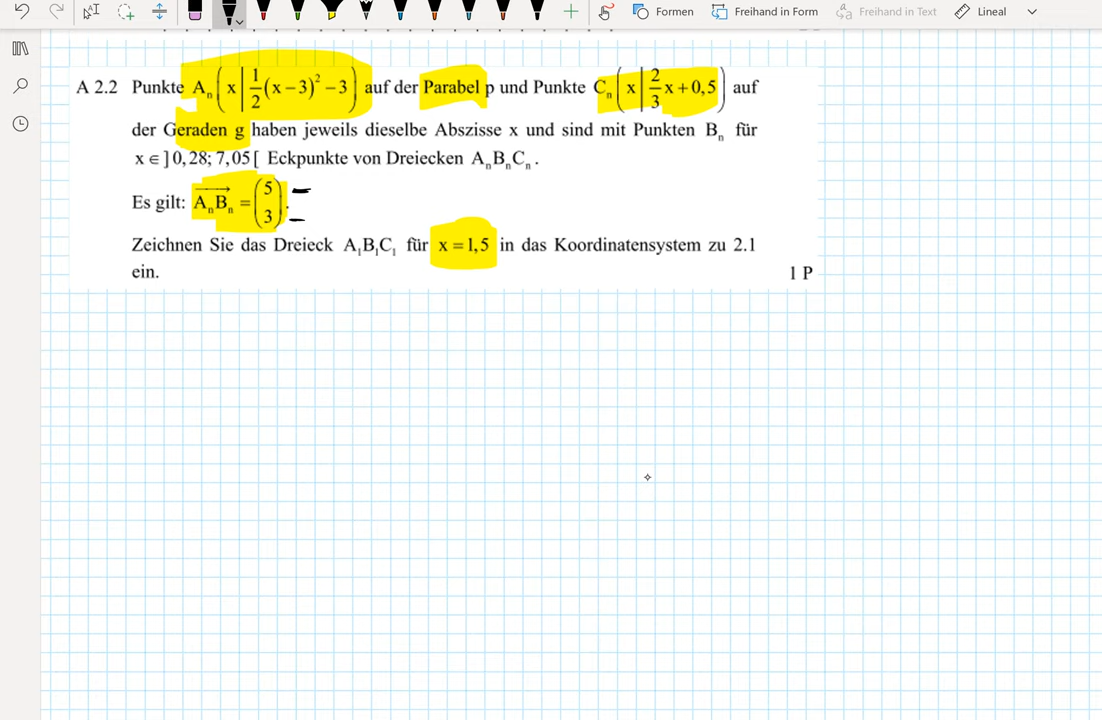 Formen Freihand in Form Freihand in Text Lineal
A 2.2 Punkte Aₙ(x | 1/2(x−3)² −3) auf der Parabel p und Punkte Cₙ(x | 2/3 x + 0,5) auf
der Geraden g haben jeweils dieselbe Abszisse x und sind mit Punkten Bₙ für
x ∈ ]0,28; 7,05[ Eckpunkte von Dreiecken AₙBₙCₙ.
Es gilt: →AₙBₙ = (5 3).
Zeichnen Sie das Dreieck A₁B₁C₁ für x = 1,5 in das Koordinatensystem zu 2.1
ein.
1 P